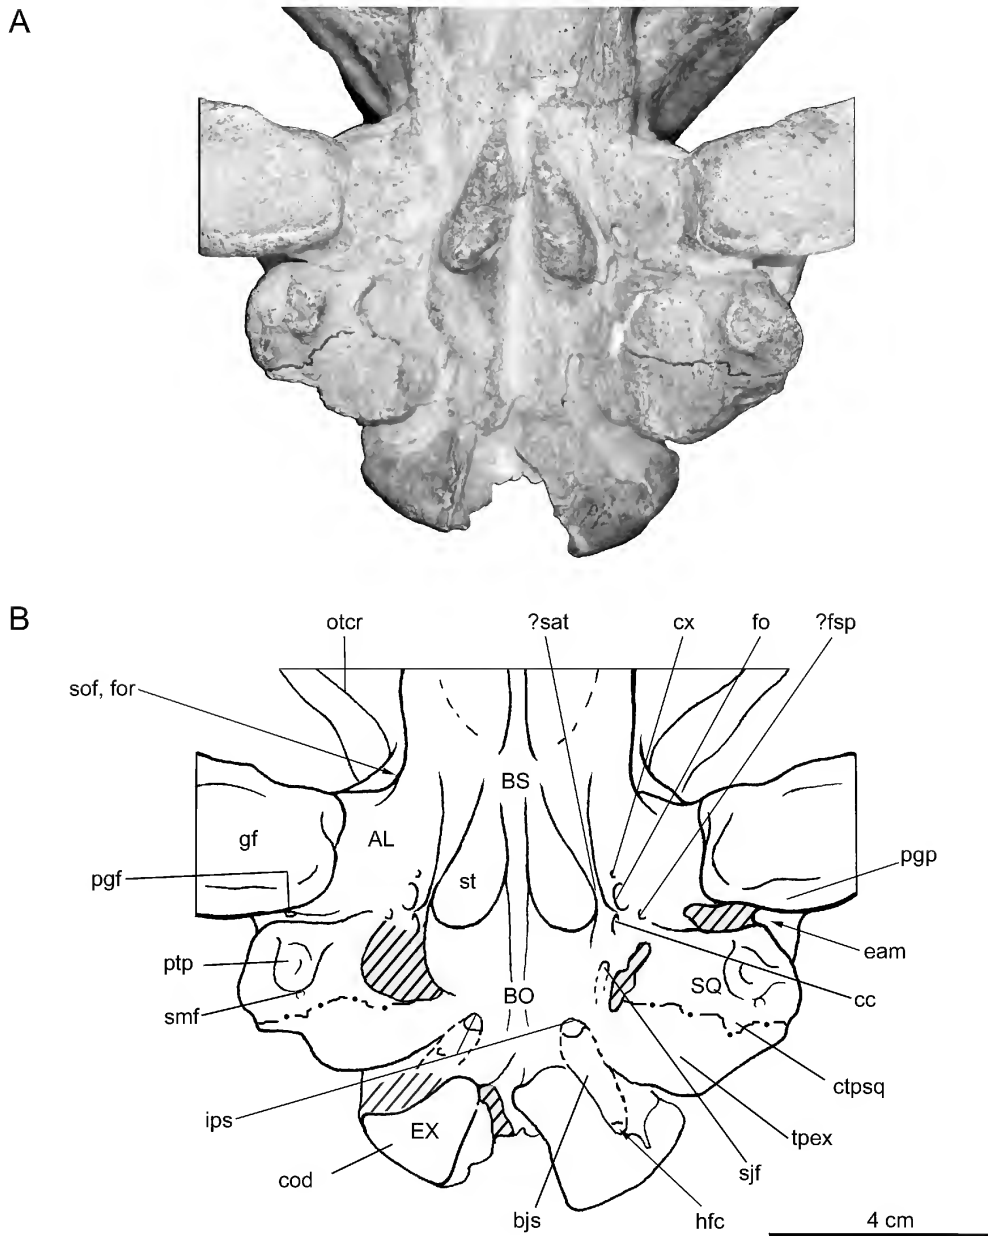 A
B
otcr
?sat
cx
fo
?fsp
sof, for
BS
gf
AL
pgp
pgf
st
eam
ptp
SQ
BO
cc
smf
ctpsq
ips
EX
tpex
cod
sjf
bjs
hfc
4 cm